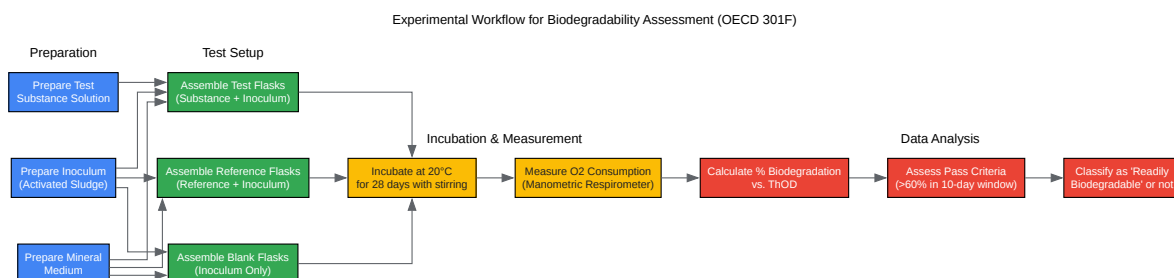 Experimental Workflow for Biodegradability Assessment (OECD 301F)
Preparation
Test Setup
Prepare Test
Substance Solution
Assemble Test Flasks
(Substance + Inoculum)
Incubation & Measurement
Data Analysis
Prepare Inoculum
(Activated Sludge)
Assemble Reference Flasks
(Reference + Inoculum)
Incubate at 20°C
for 28 days with stirring
Measure O2 Consumption
(Manometric Respirometer)
Calculate % Biodegradation
vs. ThOD
Assess Pass Criteria
(>60% in 10-day window)
Classify as 'Readily
Biodegradable' or not
Prepare Mineral
Medium
Assemble Blank Flasks
(Inoculum Only)